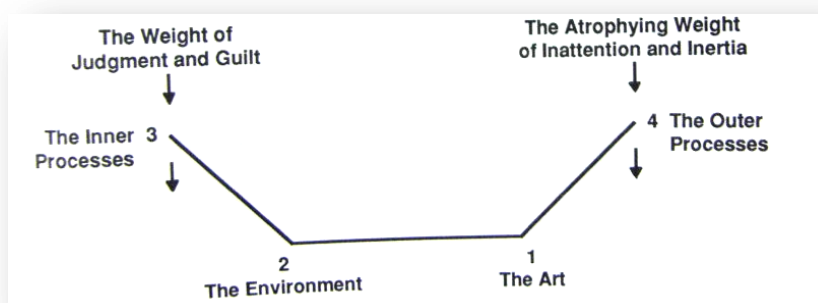 The Weight of
Judgment and Guilt
The Atrophying Weight
of Inattention and Inertia
The Inner 3
Processes
4 The Outer
Processes
2
The Environment
1
The Art